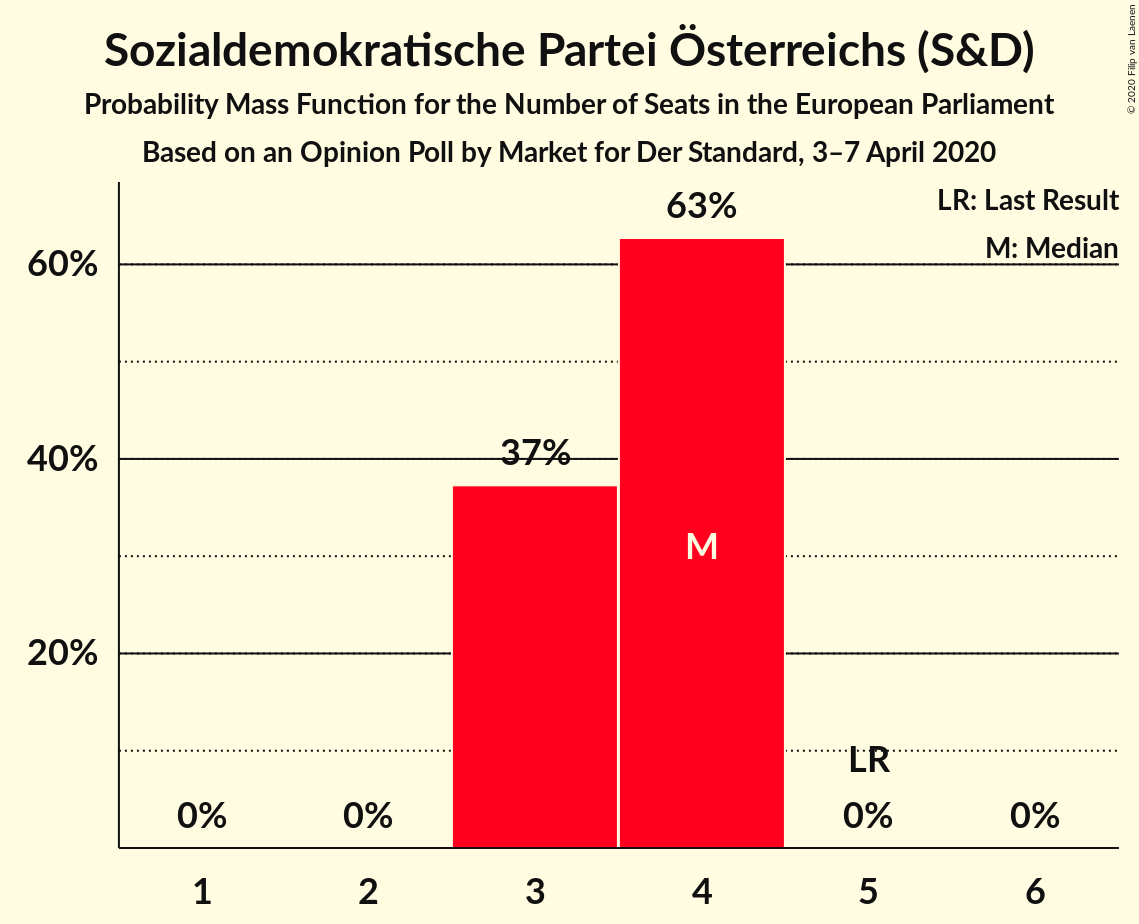 Sozialdemokratische Partei Österreichs (S&D)
Probability Mass Function for the Number of Seats in the European Parliament
Based on an Opinion Poll by Market for Der Standard, 3–7 April 2020
© 2020 Filip van Laenen
LR: Last Result
M: Median
63%
60%
37%
40%
M
20%
LR
0%
0%
0%
0%
1
2
3
4
5
6